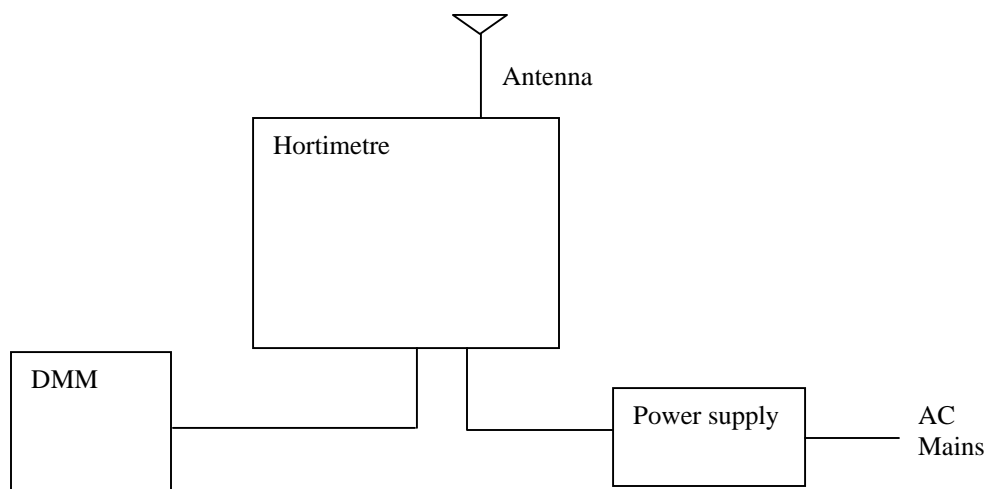 Antenna
Hortimetre
DMM
Power supply
AC
Mains